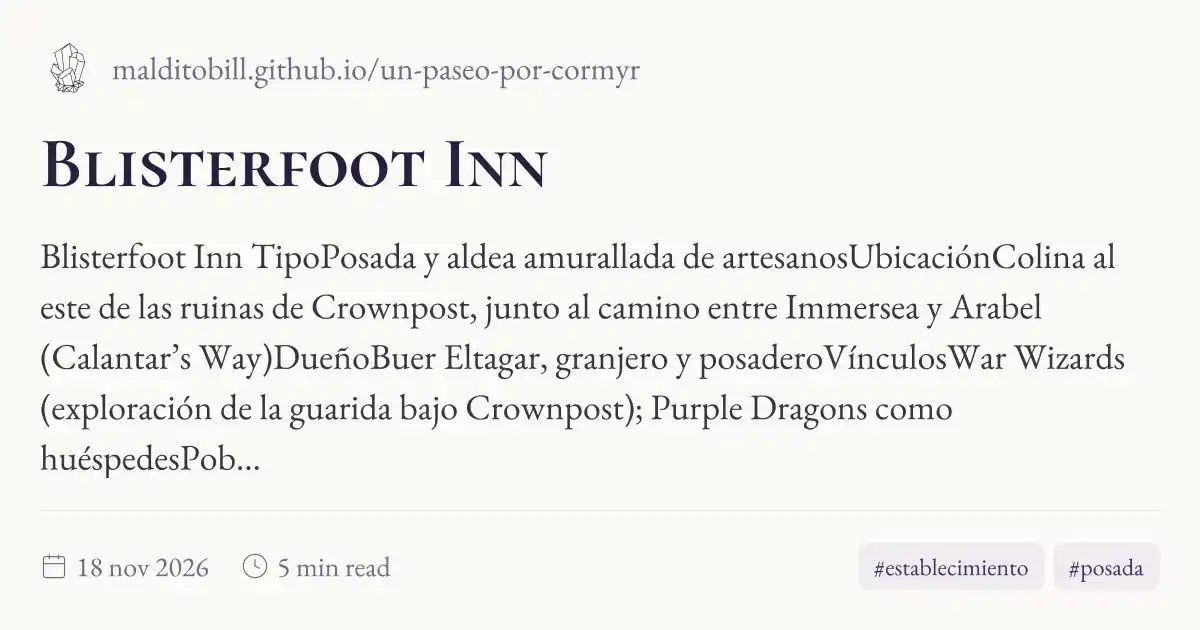 malditobill.github.io/un-paseo-por-cormyr
Blisterfoot Inn
Blisterfoot Inn TipoPosada y aldea amurallada de artesanosUbicaciónColina al
este de las ruinas de Crownpost, junto al camino entre Immersea y Arabel
(Calantar’s Way)DueñoBuer Eltagar, granjero y posaderoVínculosWar Wizards
(exploración de la guarida bajo Crownpost); Purple Dragons como
huéspedesPob...
18 nov 2026
5 min read
#establecimiento
#posada